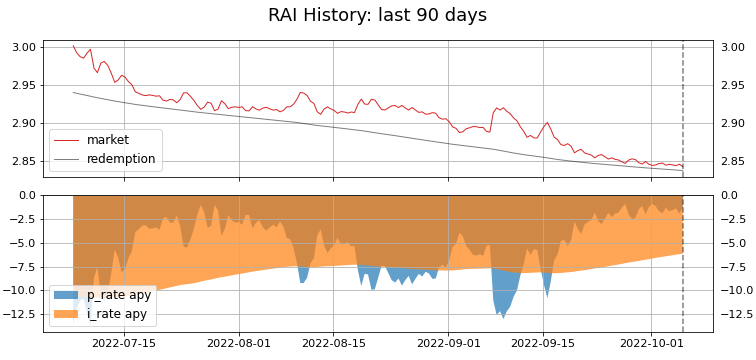 RAI History: last 90 days
3.00 3.00
2.95 2.95
2.90 2.90
2.85 2.85
market
redemption
0.0 0.0
−2.5 −2.5
−5.0 −5.0
−7.5 −7.5
−10.0 −10.0
−12.5 −12.5
p_rate apy
i_rate apy
2022-07-15 2022-08-01 2022-08-15 2022-09-01 2022-09-15 2022-10-01